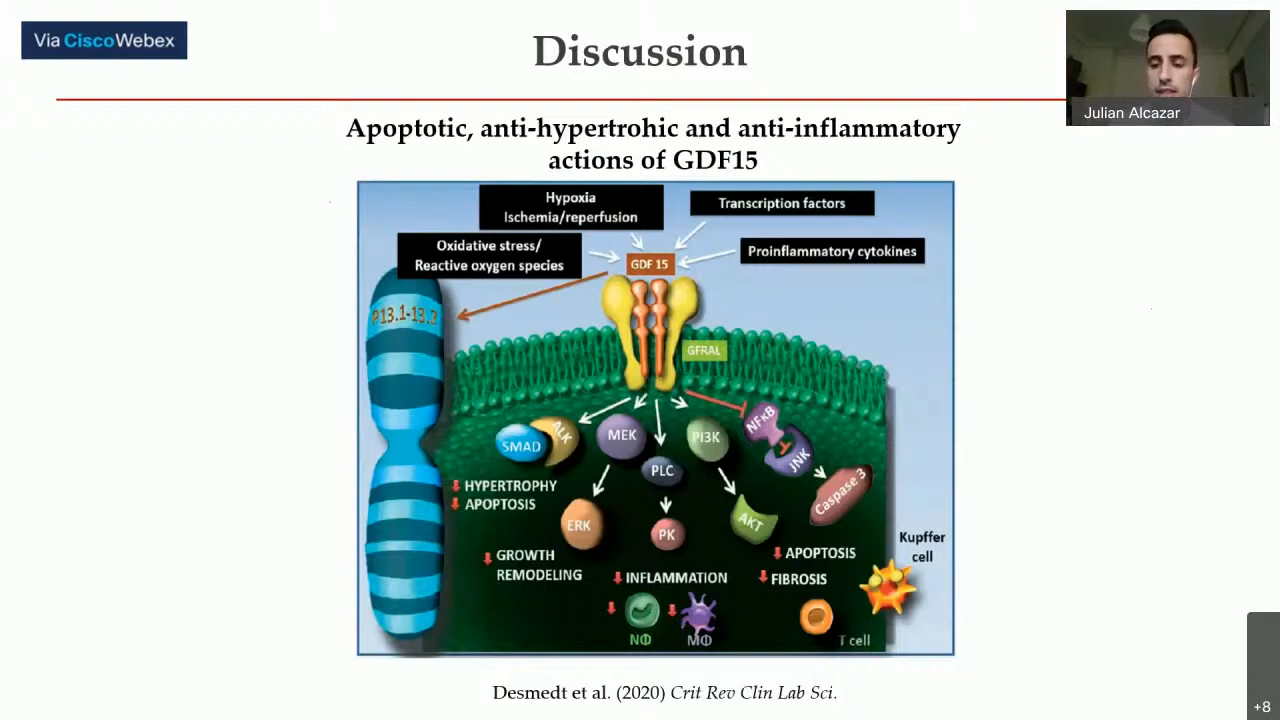 Via CiscoWebex
Discussion
Julian Alcazar
Apoptotic, anti-hypertrohic and anti-inflammatory
actions of GDF15
Hypoxia
Ischemia/reperfusion
Transcription factors
Oxidative stress/
Reactive oxygen species
GDF 15
Proinflammatory cytokines
P13.1-13.2
GFRAL
SMAD
ALK
MEK
PLC
PI3K
NFκB
JNK
Caspase 3
HYPERTROPHY
APOPTOSIS
ERK
PK
AKT
Kupffer
cell
GROWTH
REMODELING
INFLAMMATION
APOPTOSIS
FIBROSIS
NΦ
MΦ
T cell
Desmedt et al. (2020) Crit Rev Clin Lab Sci.
+8